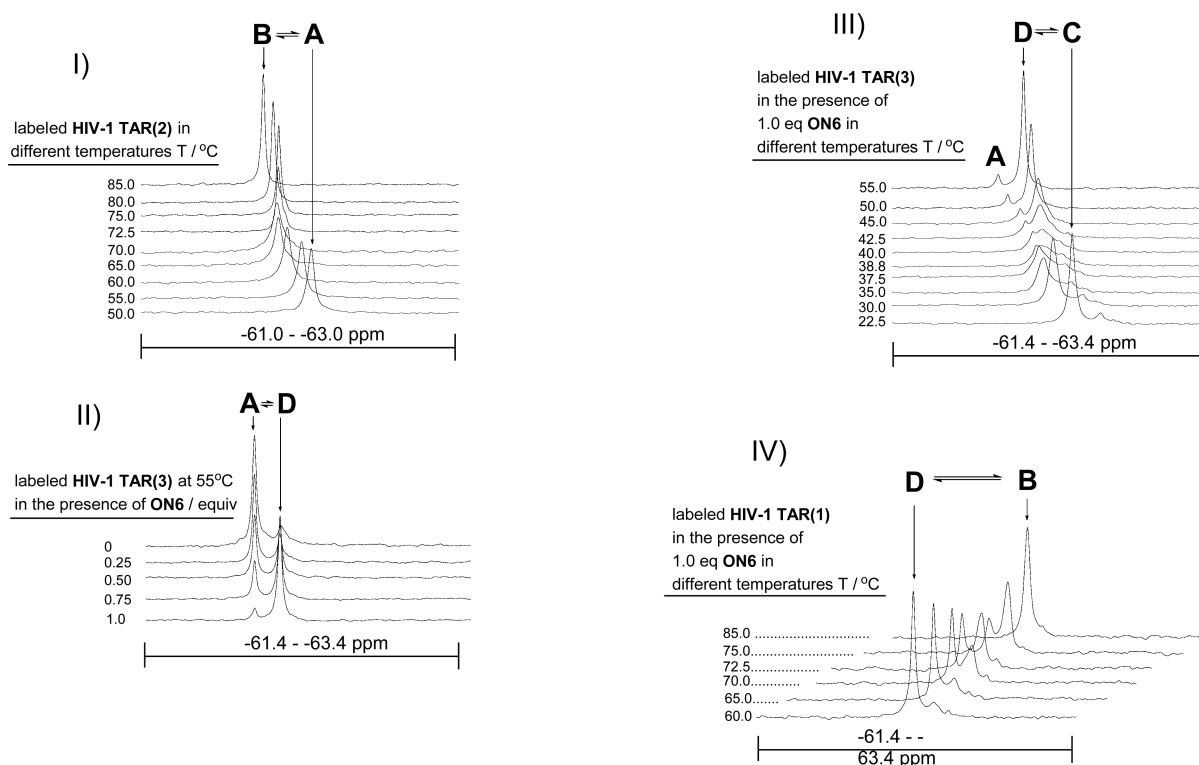 I)
B ⇌ A
labeled HIV-1 TAR(2) in
different temperatures T / °C
85.0
80.0
75.0
72.5
70.0
65.0
60.0
55.0
50.0
-61.0 - -63.0 ppm
II)
A ⇌ D
labeled HIV-1 TAR(3) at 55°C
in the presence of ON6 / equiv
0
0.25
0.50
0.75
1.0
-61.4 - -63.4 ppm
III)
D ⇌ C
labeled HIV-1 TAR(3)
in the presence of
1.0 eq ON6 in
different temperatures T / °C
A
55.0
50.0
45.0
42.5
40.0
38.8
37.5
35.0
30.0
22.5
-61.4 - -63.4 ppm
IV)
D ⇌ B
labeled HIV-1 TAR(1)
in the presence of
1.0 eq ON6 in
different temperatures T / °C
85.0 ............................
75.0.........................
72.5..................
70.0............
65.0.......
60.0
-61.4 - -
63.4 ppm